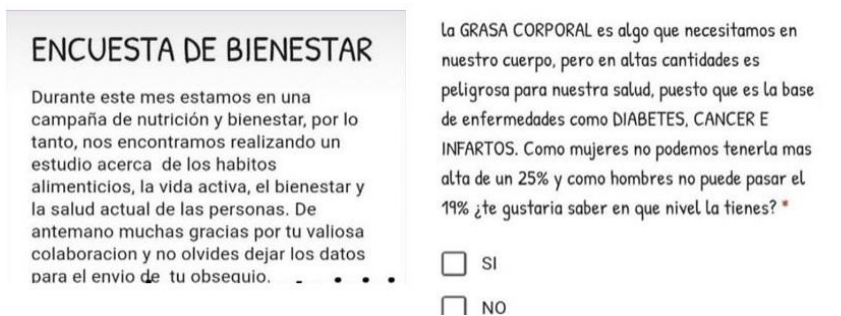 ENCUESTA DE BIENESTAR
Durante este mes estamos en una
campaña de nutrición y bienestar, por lo
tanto, nos encontramos realizando un
estudio acerca de los habitos
alimenticios, la vida activa, el bienestar y
la salud actual de las personas. De
antemano muchas gracias por tu valiosa
colaboracion y no olvides dejar los datos
para el envio de tu obsequio.
La GRASA CORPORAL es algo que necesitamos en
nuestro cuerpo, pero en altas cantidades es
peligrosa para nuestra salud, puesto que es la base
de enfermedades como DIABETES, CANCER E
INFARTOS. Como mujeres no podemos tenerla mas
alta de un 25% y como hombres no puede pasar el
19% ¿te gustaria saber en que nivel la tienes? *
SI
NO